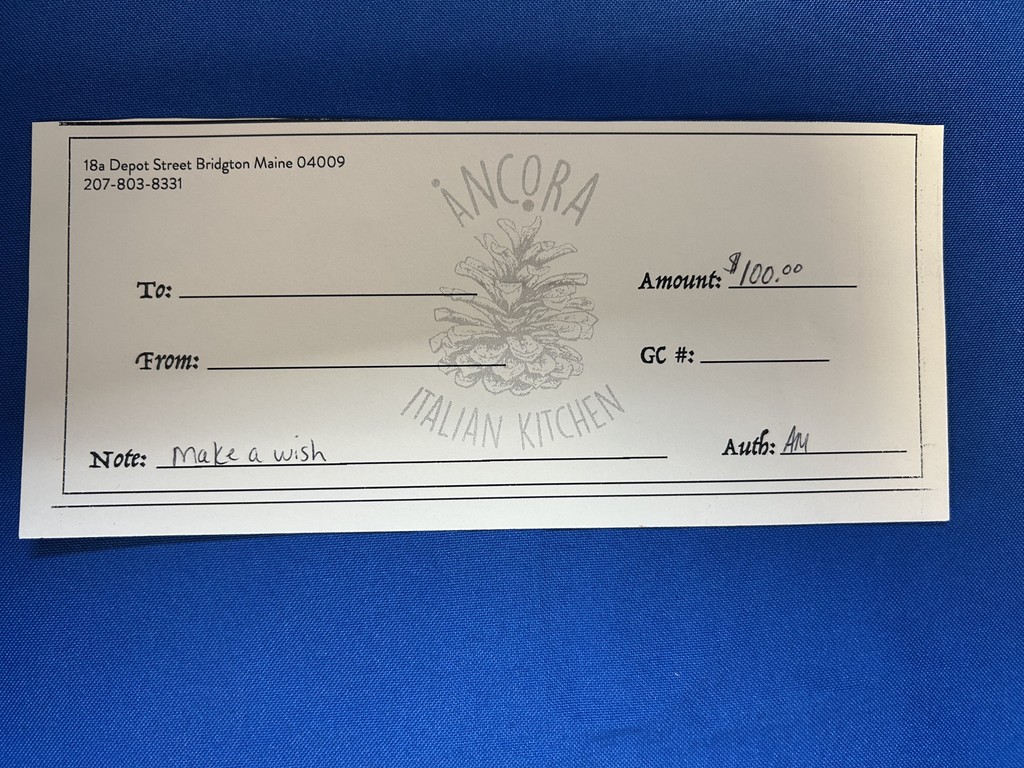 18a Depot Street Bridgton Maine 04009
207-803-8331
ANCORA
To:
Amount: $100.00
From:
GC #:
ITALIAN KITCHEN
Note: Make a wish
Auth: AM